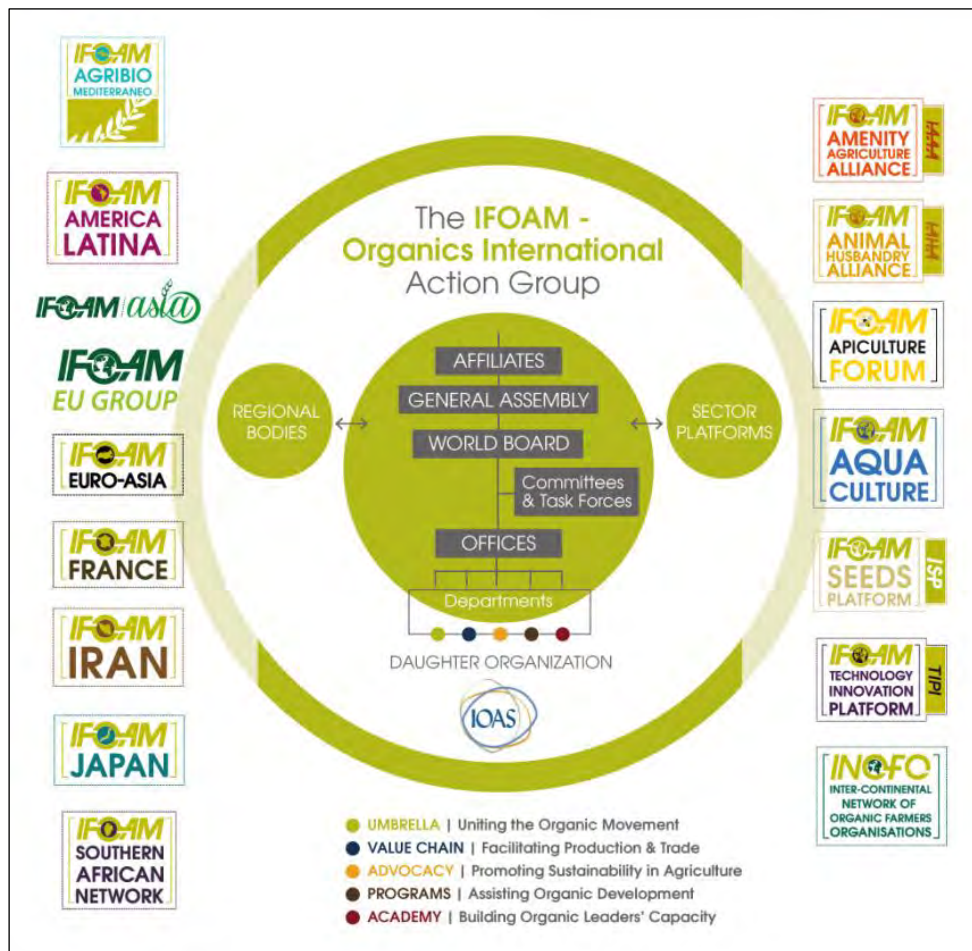 IFOAM
AGRIBIO
MEDITERRANEO
IFOAM
AMERICA
LATINA
IFOAM asia
IFOAM
EU GROUP
IFOAM
EURO-ASIA
IFOAM
FRANCE
IFOAM
IRAN
IFOAM
JAPAN
IFOAM
SOUTHERN
AFRICAN
NETWORK
The IFOAM -
Organics International
Action Group
REGIONAL
BODIES
AFFILIATES
GENERAL ASSEMBLY
WORLD BOARD
Committees
& Task Forces
OFFICES
Departments
SECTOR
PLATFORMS
DAUGHTER ORGANIZATION
IOAS
UMBRELLA | Uniting the Organic Movement
VALUE CHAIN | Facilitating Production & Trade
ADVOCACY | Promoting Sustainability in Agriculture
PROGRAMS | Assisting Organic Development
ACADEMY | Building Organic Leaders' Capacity
IFOAM
AMENITY
AGRICULTURE
ALLIANCE
IAAA
IFOAM
ANIMAL
HUSBANDRY
ALLIANCE
IAHA
IFOAM
APICULTURE
FORUM
IFOAM
AQUA
CULTURE
IFOAM
SEEDS
PLATFORM
ISP
IFOAM
TECHNOLOGY
INNOVATION
PLATFORM
TIPI
INOFO
INTER-CONTINENTAL
NETWORK OF
ORGANIC FARMERS
ORGANISATIONS